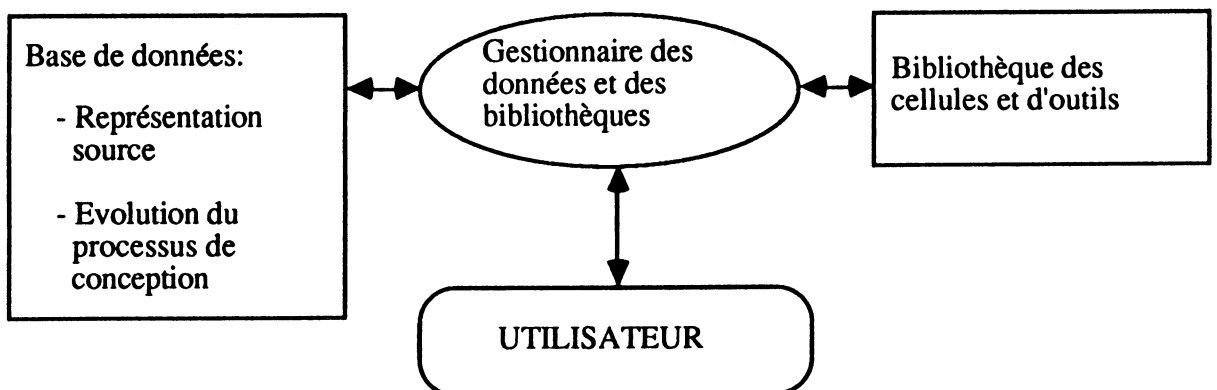 Base de données:
- Représentation
source
- Evolution du
processus de
conception
Gestionnaire des
données et des
bibliothèques
Bibliothèque des
cellules et d'outils
UTILISATEUR